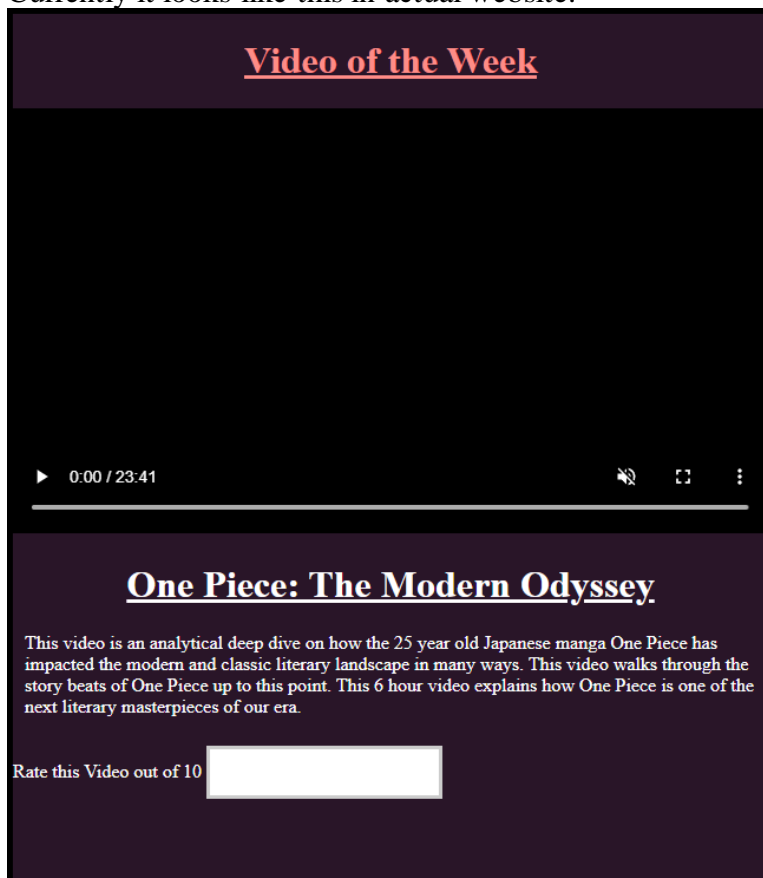 Currently it looks like this in actual website:
Video of the Week
0:00 / 23:41
One Piece: The Modern Odyssey
This video is an analytical deep dive on how the 25 year old Japanese manga One Piece has
impacted the modern and classic literary landscape in many ways. This video walks through the
story beats of One Piece up to this point. This 6 hour video explains how One Piece is one of the
next literary masterpieces of our era.
Rate this Video out of 10